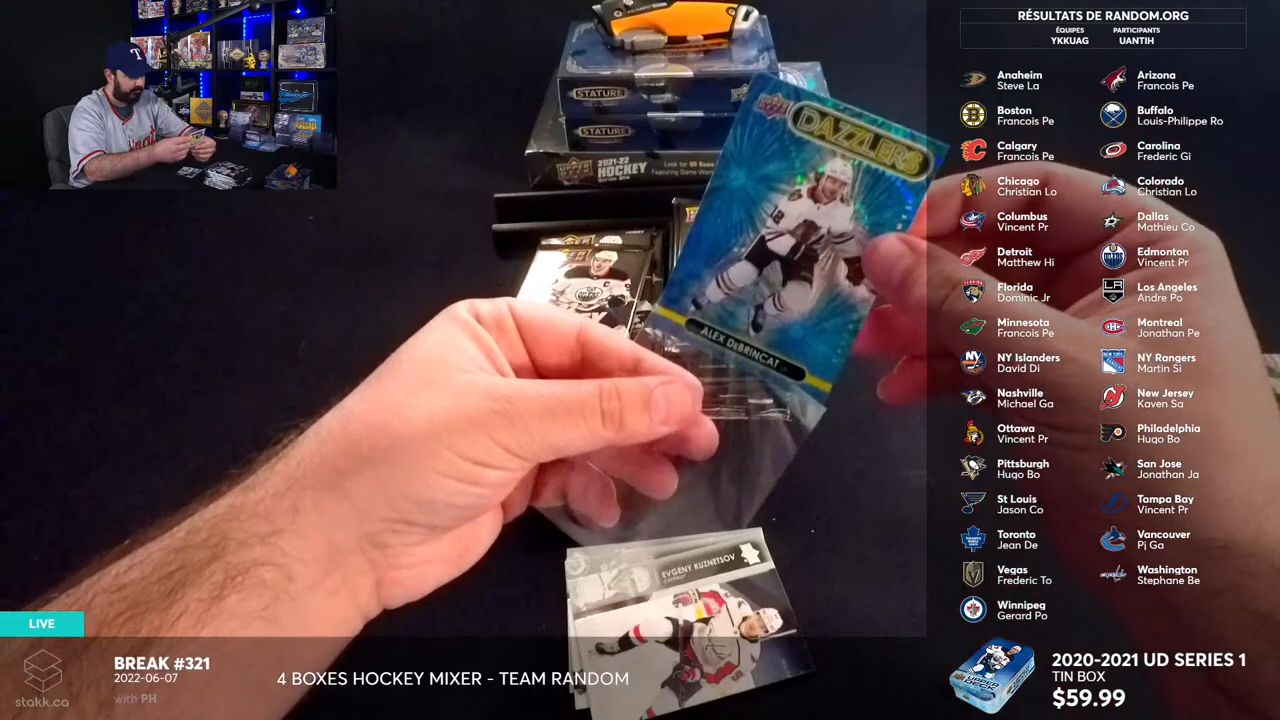 RÉSULTATS DE RANDOM.ORG
ÉQUIPES
YKKUAG
PARTICIPANTS
UANTIH
Anaheim
Steve La
Arizona
Francois Pe
Boston
Francois Pe
Buffalo
Louis-Philippe Ro
Calgary
Francois Pe
Carolina
Frederic Gi
Chicago
Christian Lo
Colorado
Christian Lo
Columbus
Vincent Pr
Dallas
Mathieu Co
Detroit
Matthew Hi
Edmonton
Vincent Pr
Florida
Dominic Jr
Los Angeles
Andre Po
Minnesota
Francois Pe
Montreal
Jonathan Pe
NY Islanders
David Di
NY Rangers
Martin Si
Nashville
Michael Ga
New Jersey
Kaven Sa
Ottawa
Vincent Pr
Philadelphia
Hugo Bo
Pittsburgh
Hugo Bo
San Jose
Jonathan Ja
St Louis
Jason Co
Tampa Bay
Vincent Pr
Toronto
Jean De
Vancouver
Pj Ga
Vegas
Frederic To
Washington
Stephane Be
Winnipeg
Gerard Po
STATURE
STATURE
2021-22
HOCKEY
DAZZLERS
ALEX DEBRINCAT
EVGENY KUZNETSOV
LIVE
stakk.ca
BREAK #321
2022-06-07
with PH
4 BOXES HOCKEY MIXER - TEAM RANDOM
2020-2021 UD SERIES 1
TIN BOX
$59.99